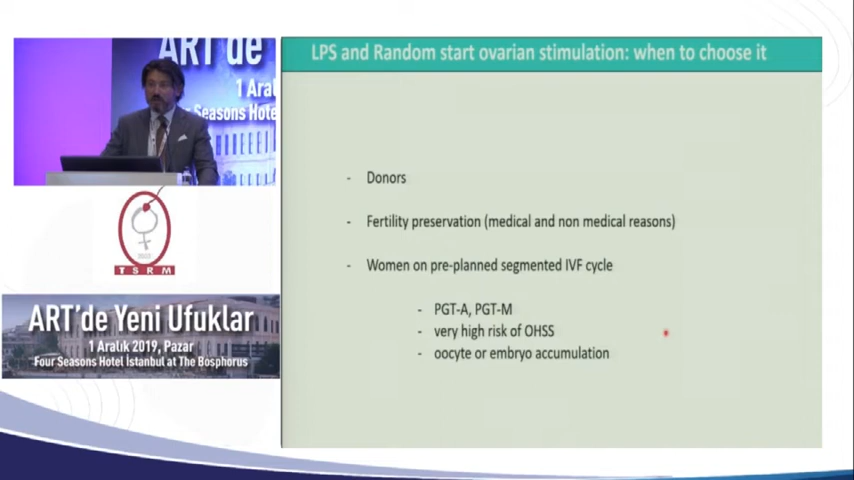 ART'de
1 Aral
Seasons Hote
LPS and Random start ovarian stimulation: when to choose it
- Donors
- Fertility preservation (medical and non medical reasons)
- Women on pre-planned segmented IVF cycle
- PGT-A, PGT-M
- very high risk of OHSS
- oocyte or embryo accumulation
TSRM
ART'de Yeni Ufuklar
1 Aralık 2019, Pazar
Four Seasons Hotel İstanbul at The Bosphorus